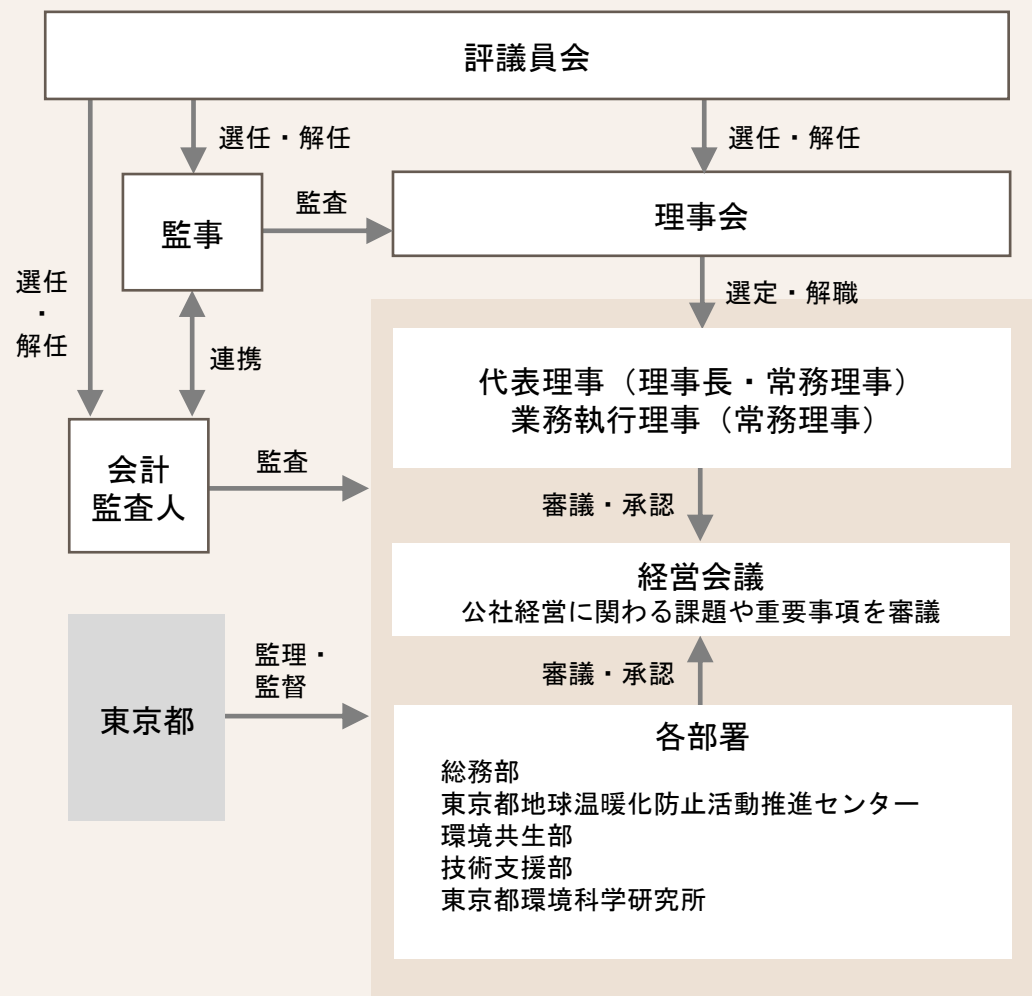 評議員会
選任・解任
選任・解任
監事
監査
理事会
選任
・
解任
連携
選定・解職
代表理事（理事長・常務理事）
業務執行理事（常務理事）
会計
監査人
監査
審議・承認
経営会議
公社経営に関わる課題や重要事項を審議
監理・
監督
審議・承認
東京都
各部署
総務部
東京都地球温暖化防止活動推進センター
環境共生部
技術支援部
東京都環境科学研究所